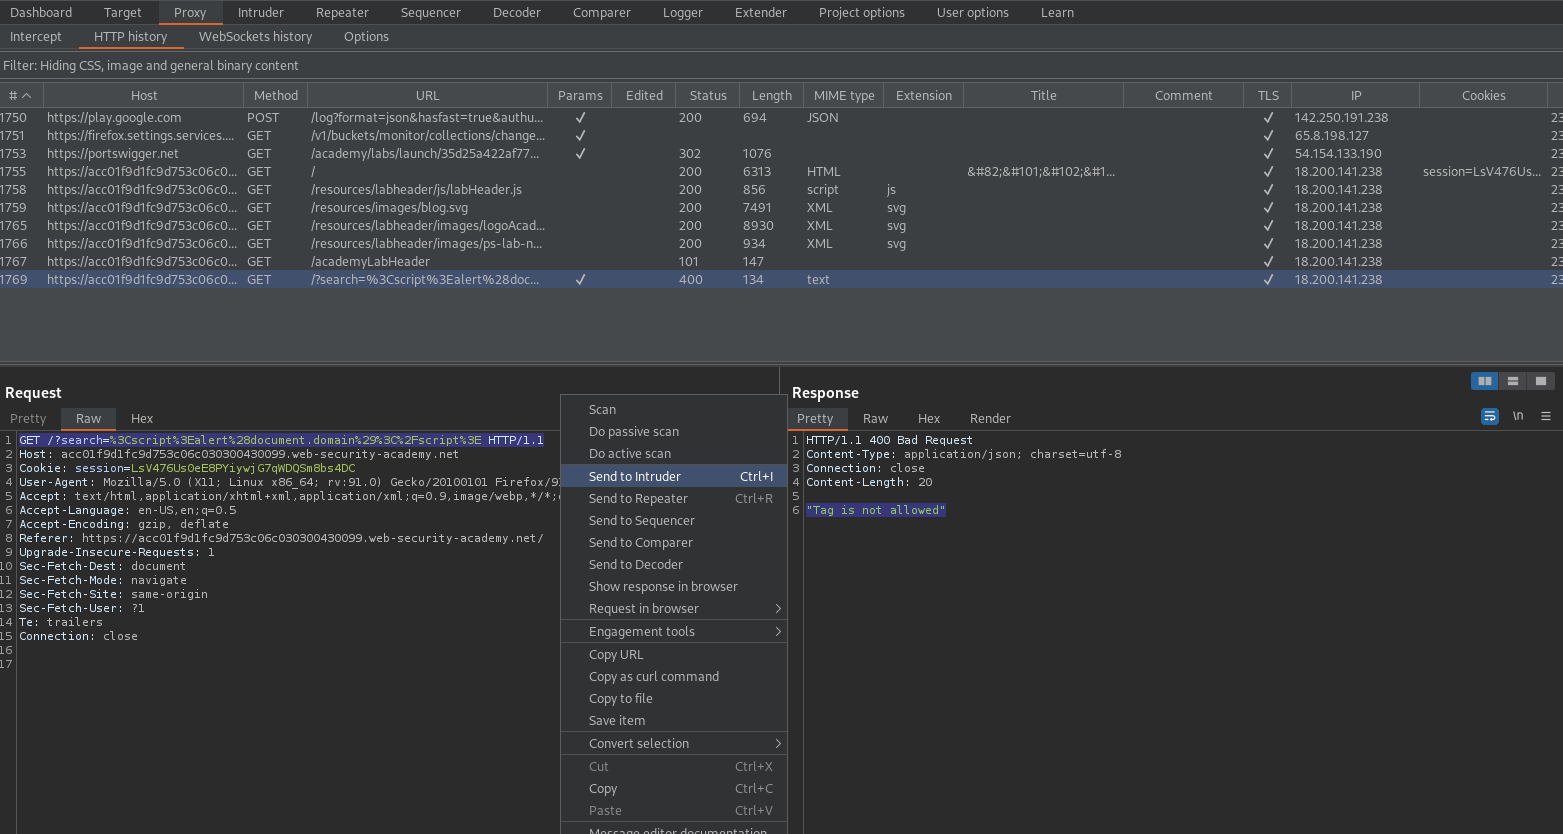 Dashboard Target Proxy Intruder Repeater Sequencer Decoder Comparer Logger Extender Project options User options Learn
Intercept HTTP history WebSockets history Options
Filter: Hiding CSS, image and general binary content
# Host Method URL Params Edited Status Length MIME type Extension Title Comment TLS IP Cookies
1750 https://play.google.com POST /log?format=json&hasfast=true&authu... ✓ 200 694 JSON ✓ 142.250.191.238 23
1751 https://firefox.settings.services.... GET /v1/buckets/monitor/collections/change... ✓ ✓ 65.8.198.127 23
1753 https://portswigger.net GET /academy/labs/launch/35d25a422af77... ✓ 302 1076 ✓ 54.154.133.190 23
1755 https://acc01f9d1fc9d753c06c0... GET / 200 6313 HTML &#82;&#101;&#102;&#1... ✓ 18.200.141.238 session=LsV476Us... 23
1758 https://acc01f9d1fc9d753c06c0... GET /resources/labheader/js/labHeader.js 200 856 script js ✓ 18.200.141.238 23
1759 https://acc01f9d1fc9d753c06c0... GET /resources/images/blog.svg 200 7491 XML svg ✓ 18.200.141.238 23
1765 https://acc01f9d1fc9d753c06c0... GET /resources/labheader/images/logoAcad... 200 8930 XML svg ✓ 18.200.141.238 23
1766 https://acc01f9d1fc9d753c06c0... GET /resources/labheader/images/ps-lab-n... 200 934 XML svg ✓ 18.200.141.238 23
1767 https://acc01f9d1fc9d753c06c0... GET /academyLabHeader 101 147 ✓ 18.200.141.238 23
1769 https://acc01f9d1fc9d753c06c0... GET /?search=%3Cscript%3Ealert%28doc... ✓ 400 134 text ✓ 18.200.141.238 23
Request
Pretty Raw Hex
1 GET /?search=%3Cscript%3Ealert%28document.domain%29%3C%2Fscript%3E HTTP/1.1
2 Host: acc01f9d1fc9d753c06c030300430099.web-security-academy.net
3 Cookie: session=LsV476Us0eE8PYiywjG7qWDQSm8bs4DC
4 User-Agent: Mozilla/5.0 (X11; Linux x86_64; rv:91.0) Gecko/20100101 Firefox/9
5 Accept: text/html,application/xhtml+xml,application/xml;q=0.9,image/webp,*/*;
6 Accept-Language: en-US,en;q=0.5
7 Accept-Encoding: gzip, deflate
8 Referer: https://acc01f9d1fc9d753c06c030300430099.web-security-academy.net/
9 Upgrade-Insecure-Requests: 1
10 Sec-Fetch-Dest: document
11 Sec-Fetch-Mode: navigate
12 Sec-Fetch-Site: same-origin
13 Sec-Fetch-User: ?1
14 Te: trailers
15 Connection: close
16
17
Scan
Do passive scan
Do active scan
Send to Intruder Ctrl+I
Send to Repeater Ctrl+R
Send to Sequencer
Send to Comparer
Send to Decoder
Show response in browser
Request in browser
Engagement tools
Copy URL
Copy as curl command
Copy to file
Save item
Convert selection
Cut Ctrl+X
Copy Ctrl+C
Paste Ctrl+V
Message editor documentation
Response
Pretty Raw Hex Render \n
1 HTTP/1.1 400 Bad Request
2 Content-Type: application/json; charset=utf-8
3 Connection: close
4 Content-Length: 20
5
6 "Tag is not allowed"